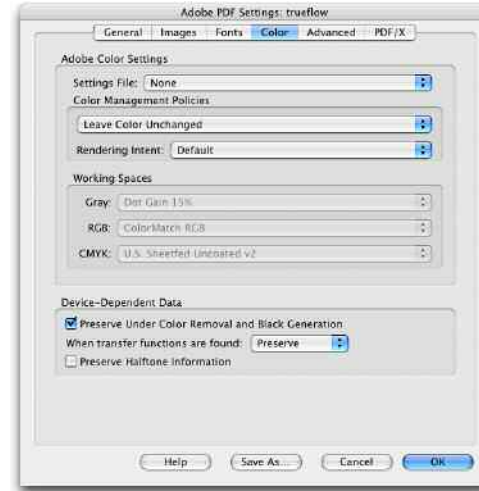 Adobe PDF Settings: trueflow
General Images Fonts Color Advanced PDF/X
Adobe Color Settings
Settings File: None
Color Management Policies
Leave Color Unchanged
Rendering Intent: Default
Working Spaces
Gray: Dot Gain 15%
RGB: ColorMatch RGB
CMYK: U.S. Sheetfed Uncoated v2
Device-Dependent Data
Preserve Under Color Removal and Black Generation
When transfer functions are found: Preserve
Preserve Halftone Information
Help Save As... Cancel OK